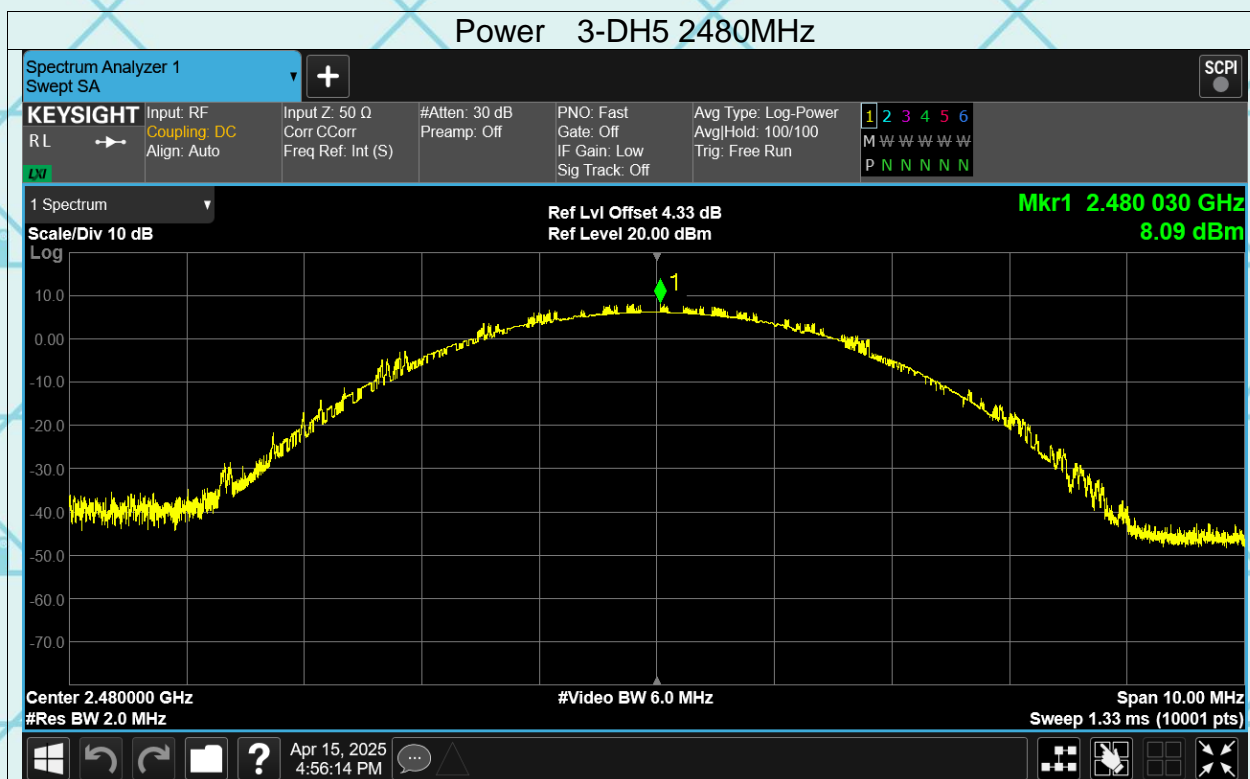 Power 3-DH5 2480MHz
Spectrum Analyzer 1
Swept SA
▼
+
SCPI
KEYSIGHT
RL
LXI
Input: RF
Coupling: DC
Align: Auto
Input Z: 50 Ω
Corr CCorr
Freq Ref: Int (S)
#Atten: 30 dB
Preamp: Off
PNO: Fast
Gate: Off
IF Gain: Low
Sig Track: Off
Avg Type: Log-Power
Avg|Hold: 100/100
Trig: Free Run
1 2 3 4 5 6
M W W W W W
P N N N N N
1 Spectrum ▼
Scale/Div 10 dB
Log
Ref Lvl Offset 4.33 dB
Ref Level 20.00 dBm
Mkr1 2.480 030 GHz
8.09 dBm
1
10.0
0.00
-10.0
-20.0
-30.0
-40.0
-50.0
-60.0
-70.0
Center 2.480000 GHz
#Res BW 2.0 MHz
#Video BW 6.0 MHz
Span 10.00 MHz
Sweep 1.33 ms (10001 pts)
?
Apr 15, 2025
4:56:14 PM
...